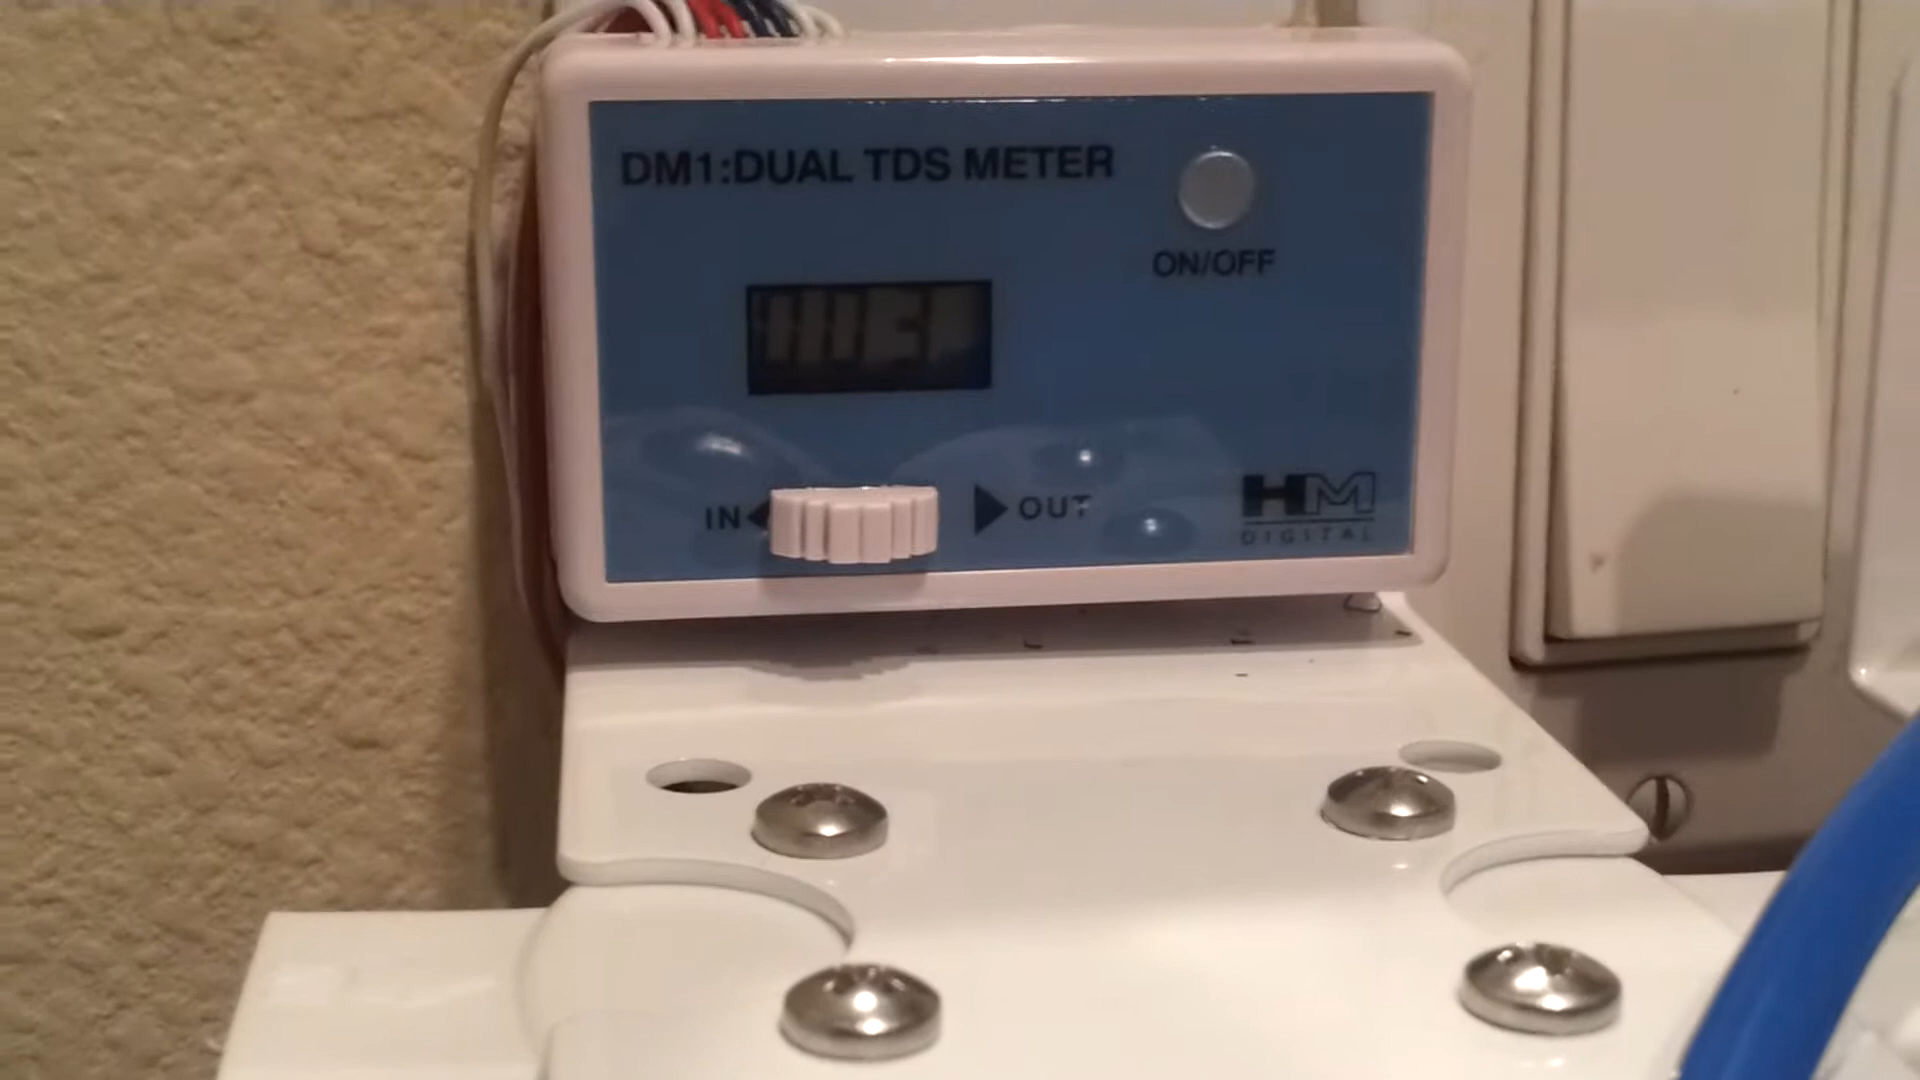 DM1:DUAL TDS METER
ON/OFF
IN
OUT
HM
DIGITAL